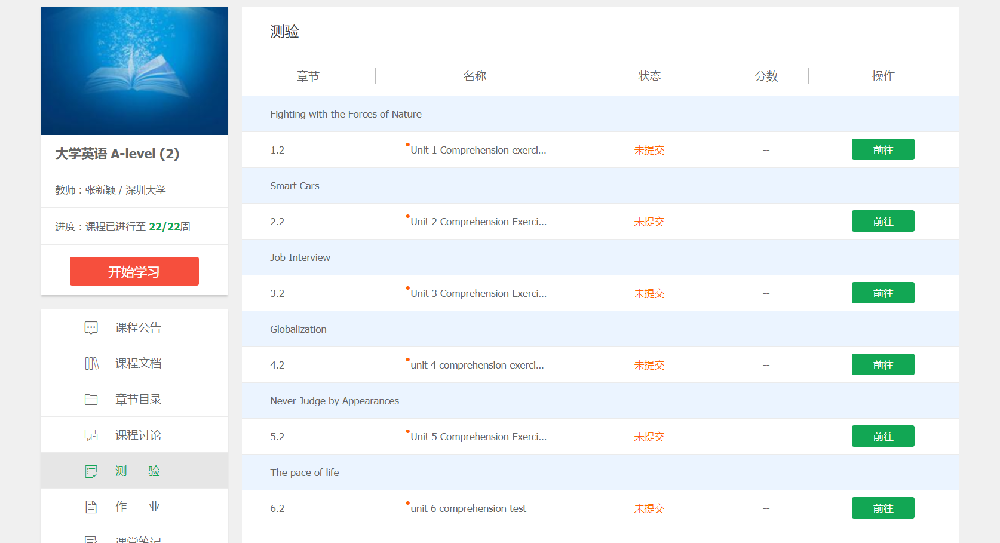 大学英语 A-level (2)
教师：张新颖 / 深圳大学
进度：课程已进行至 22/22周
开始学习
课程公告
课程文档
章节目录
课程讨论
测 验
作 业
课堂笔记
测验
章节 名称 状态 分数 操作
Fighting with the Forces of Nature
1.2 Unit 1 Comprehension exerci... 未提交 -- 前往
Smart Cars
2.2 Unit 2 Comprehension Exerci... 未提交 -- 前往
Job Interview
3.2 Unit 3 Comprehension Exerci... 未提交 -- 前往
Globalization
4.2 unit 4 comprehension exerci... 未提交 -- 前往
Never Judge by Appearances
5.2 Unit 5 Comprehension Exerci... 未提交 -- 前往
The pace of life
6.2 unit 6 comprehension test 未提交 -- 前往